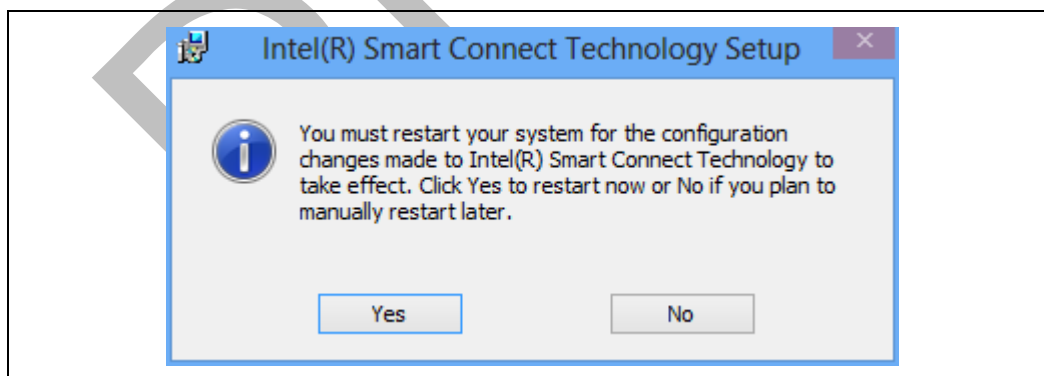 Intel(R) Smart Connect Technology Setup
You must restart your system for the configuration
changes made to Intel(R) Smart Connect Technology to
take effect. Click Yes to restart now or No if you plan to
manually restart later.
Yes No